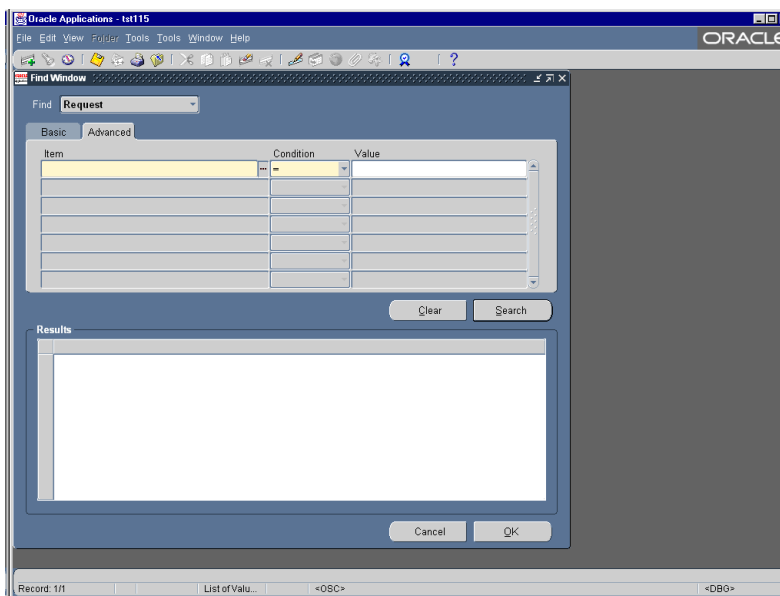 Oracle Applications - tst115
File Edit View Folder Tools Tools Window Help
ORACLE
Find Window
Find Request
Basic Advanced
Item Condition Value
=
Clear Search
Results
Cancel OK
Record: 1/1 List of Valu... <OSC> <DBG>